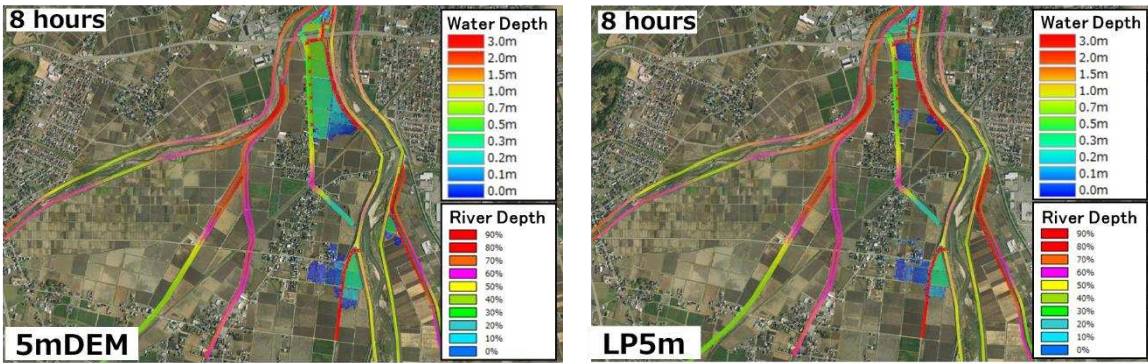 8 hours
Water Depth
3.0m
2.0m
1.5m
1.0m
0.7m
0.5m
0.3m
0.2m
0.1m
0.0m
River Depth
90%
80%
70%
60%
50%
40%
30%
20%
0%
5mDEM
8 hours
Water Depth
3.0m
2.0m
1.5m
1.0m
0.7m
0.5m
0.3m
0.2m
0.1m
0.0m
River Depth
90%
80%
70%
60%
50%
40%
30%
20%
0%
LP5m